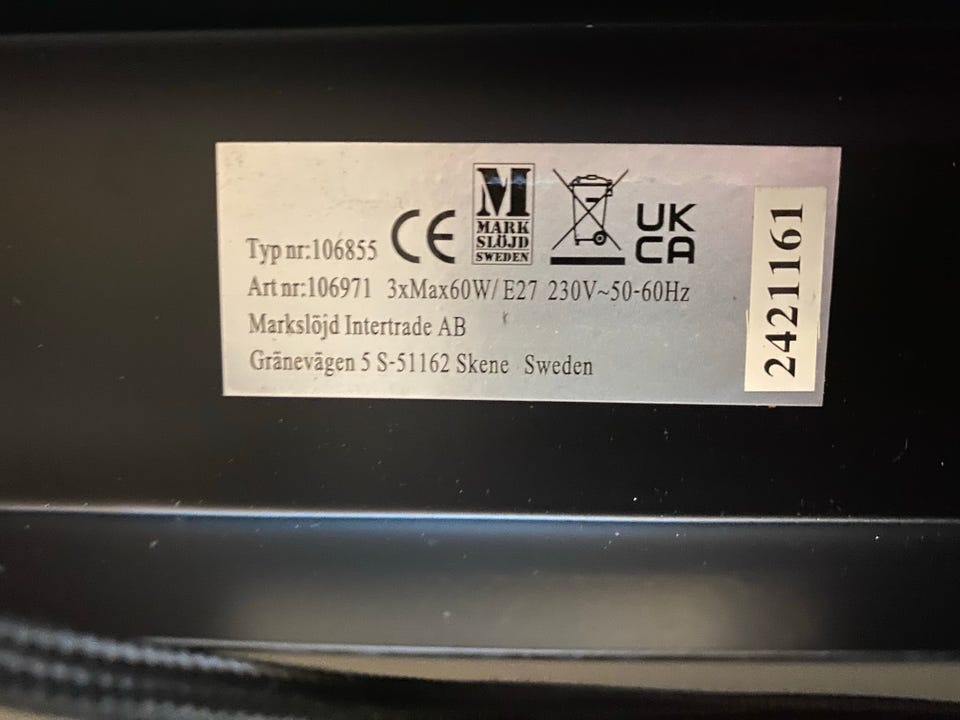 Typ nr:106855
CE
M
MARK
SLÖJD
SWEDEN
UK
CA
Art nr:106971 3xMax60W/E27 230V~50-60Hz
Markslöjd Intertrade AB
Gränevägen 5 S-51162 Skene Sweden
2421161